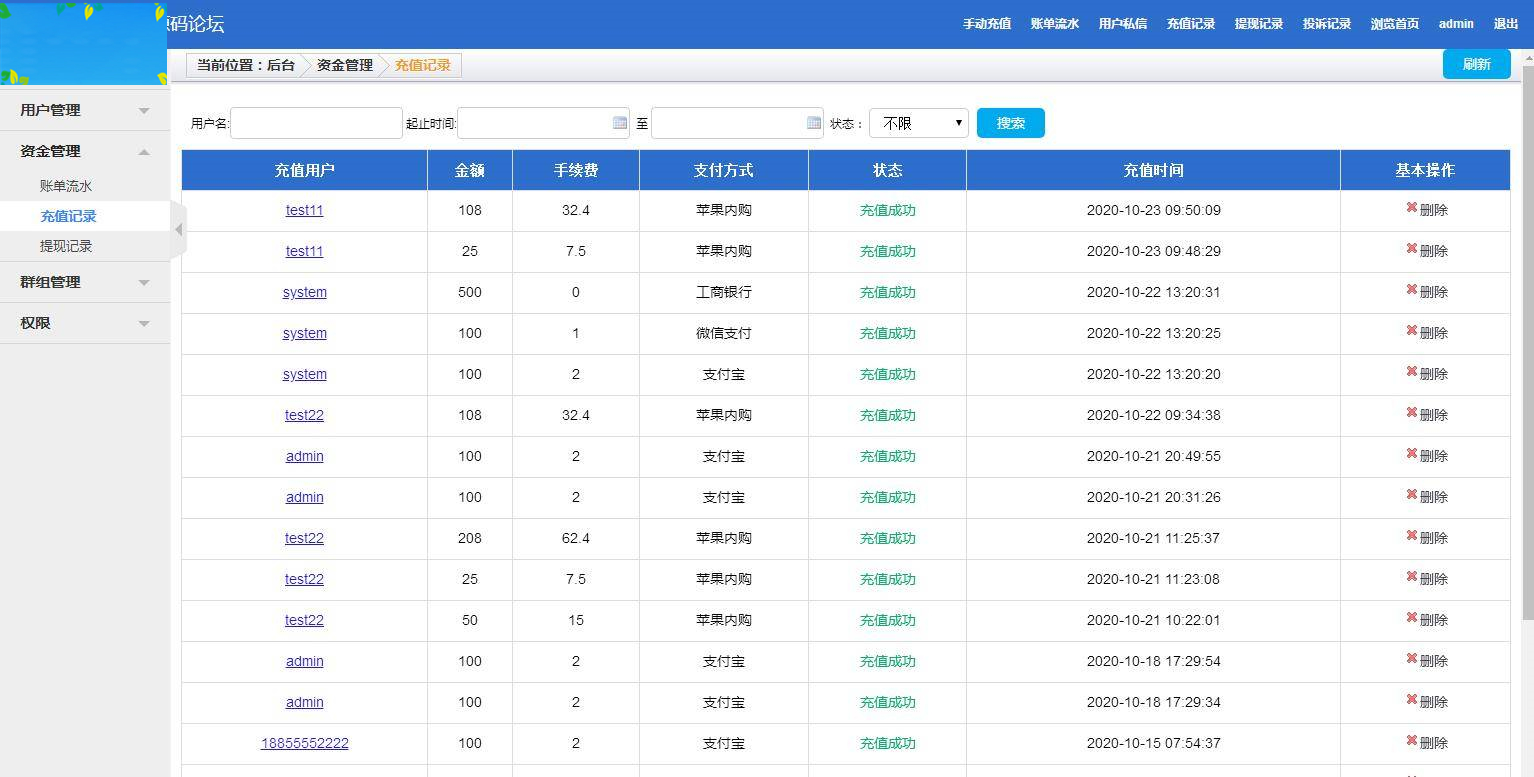 码论坛
手动充值 账单流水 用户私信 充值记录 提现记录 投诉记录 浏览首页 admin 退出
当前位置：后台 资金管理 充值记录 刷新
用户管理
资金管理
账单流水
充值记录
提现记录
群组管理
权限
用户名: 起止时间: 至 状态： 不限 搜索
充值用户 金额 手续费 支付方式 状态 充值时间 基本操作
test11 108 32.4 苹果内购 充值成功 2020-10-23 09:50:09 删除
test11 25 7.5 苹果内购 充值成功 2020-10-23 09:48:29 删除
system 500 0 工商银行 充值成功 2020-10-22 13:20:31 删除
system 100 1 微信支付 充值成功 2020-10-22 13:20:25 删除
system 100 2 支付宝 充值成功 2020-10-22 13:20:20 删除
test22 108 32.4 苹果内购 充值成功 2020-10-22 09:34:38 删除
admin 100 2 支付宝 充值成功 2020-10-21 20:49:55 删除
admin 100 2 支付宝 充值成功 2020-10-21 20:31:26 删除
test22 208 62.4 苹果内购 充值成功 2020-10-21 11:25:37 删除
test22 25 7.5 苹果内购 充值成功 2020-10-21 11:23:08 删除
test22 50 15 苹果内购 充值成功 2020-10-21 10:22:01 删除
admin 100 2 支付宝 充值成功 2020-10-18 17:29:54 删除
admin 100 2 支付宝 充值成功 2020-10-18 17:29:34 删除
18855552222 100 2 支付宝 充值成功 2020-10-15 07:54:37 删除